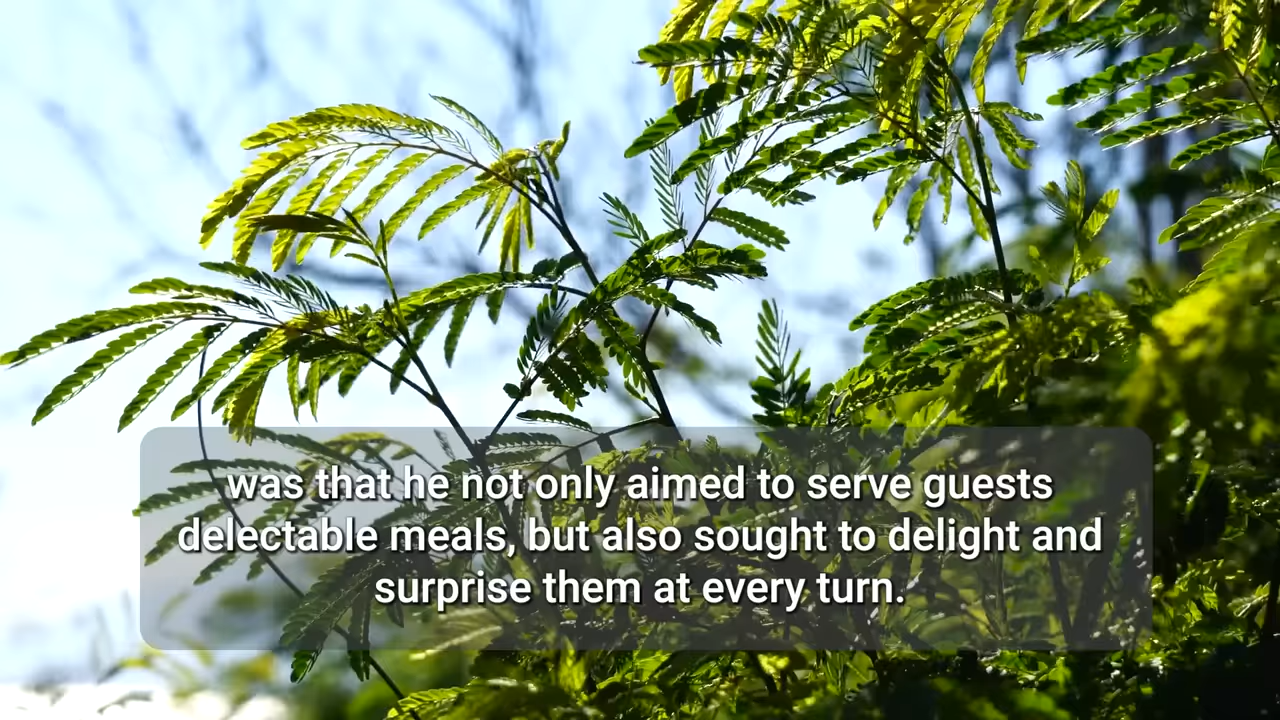 was that he not only aimed to serve guests
delectable meals, but also sought to delight and
surprise them at every turn.